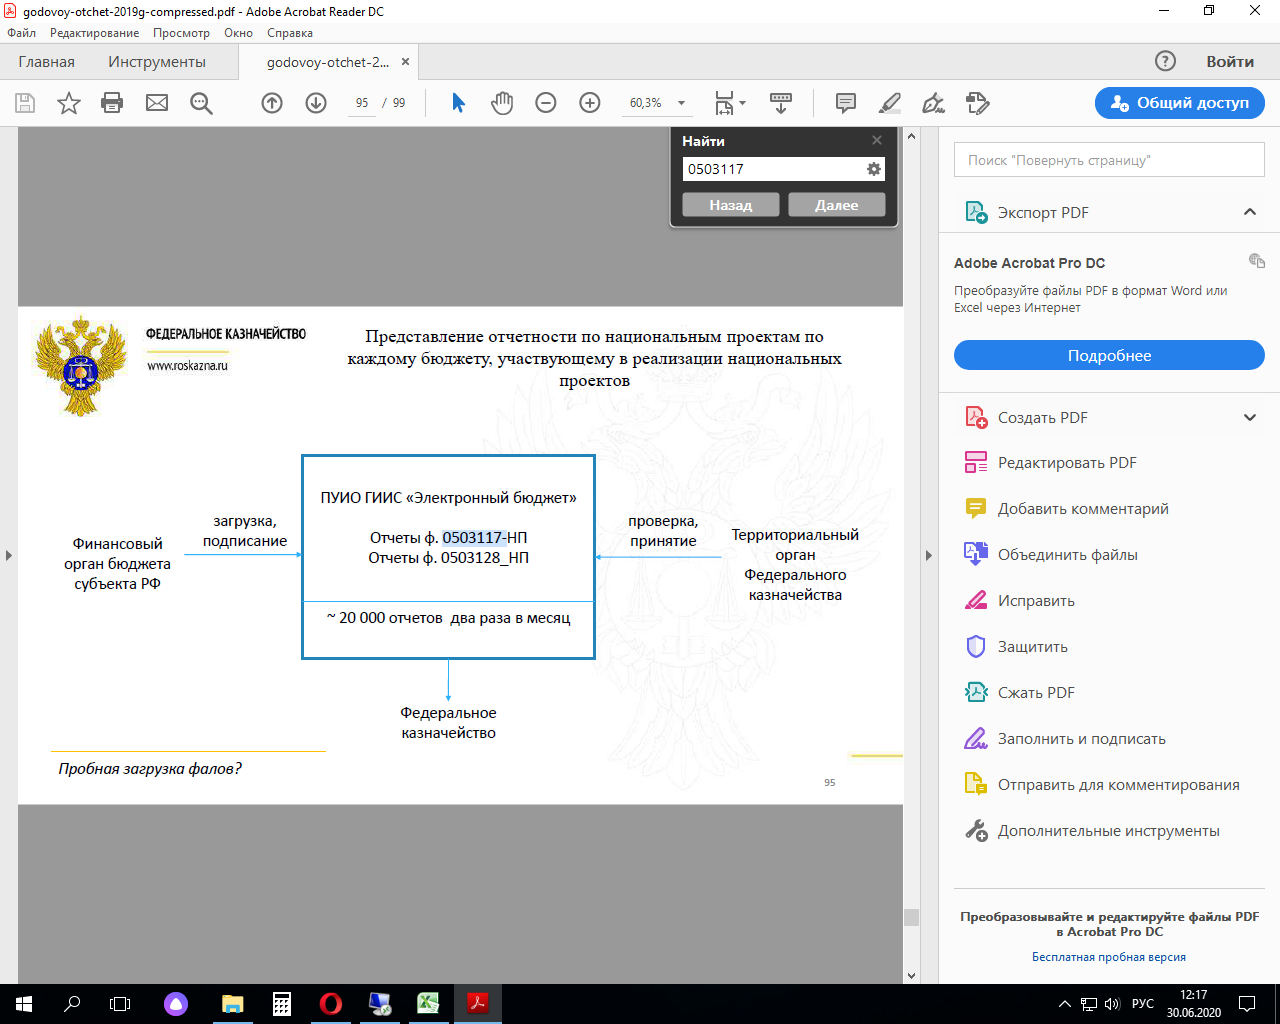 godovoy-otchet-2019g-compressed.pdf - Adobe Acrobat Reader DC
Файл Редактирование Просмотр Окно Справка
Главная Инструменты godovoy-otchet-2... × Войти
95 / 99 60,3% Общий доступ
Найти
0503117
Назад Далее
Поиск "Повернуть страницу"
Экспорт PDF
Adobe Acrobat Pro DC
Преобразуйте файлы PDF в формат Word или
Excel через Интернет
Подробнее
Создать PDF
Редактировать PDF
Добавить комментарий
Объединить файлы
Исправить
Защитить
Сжать PDF
Заполнить и подписать
Отправить для комментирования
Дополнительные инструменты
Преобразовывайте и редактируйте файлы PDF
в Acrobat Pro DC
Бесплатная пробная версия
ФЕДЕРАЛЬНОЕ КАЗНАЧЕЙСТВО
www.roskazna.ru
Представление отчетности по национальным проектам по
каждому бюджету, участвующему в реализации национальных
проектов
Финансовый
орган бюджета
субъекта РФ
загрузка,
подписание
ПУИО ГИИС «Электронный бюджет»
Отчеты ф. 0503117-НП
Отчеты ф. 0503128_НП
~ 20 000 отчетов два раза в месяц
проверка,
принятие
Территориальный
орган
Федерального
казначейства
Федеральное
казначейство
Пробная загрузка фалов?
95
РУС
12:17
30.06.2020